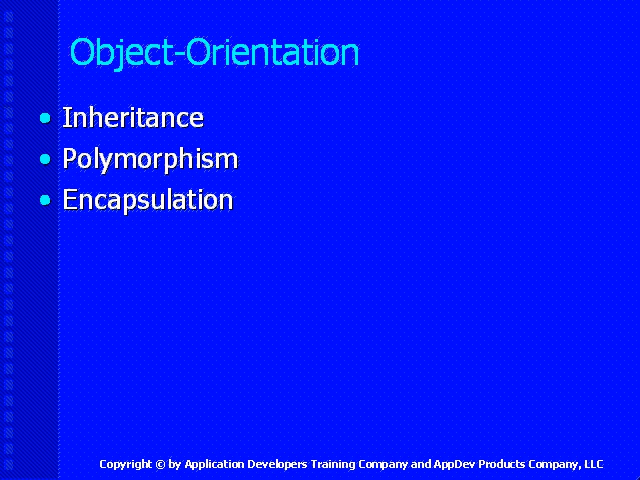 Object-Orientation
• Inheritance
• Polymorphism
• Encapsulation
Copyright © by Application Developers Training Company and AppDev Products Company, LLC